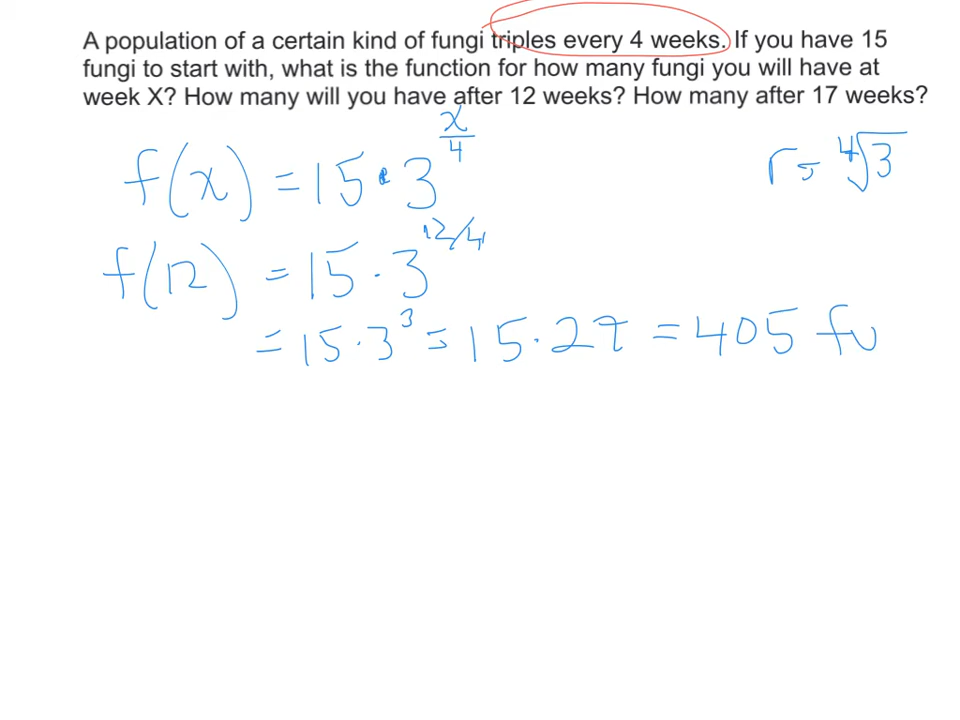 A population of a certain kind of fungi triples every 4 weeks. If you have 15
fungi to start with, what is the function for how many fungi you will have at
week X? How many will you have after 12 weeks? How many after 17 weeks?
f(x) = 15 · 3^(x/4)
r = ∜3
f(12) = 15 · 3^(12/4)
= 15 · 3³ = 15 · 27 = 405 fu